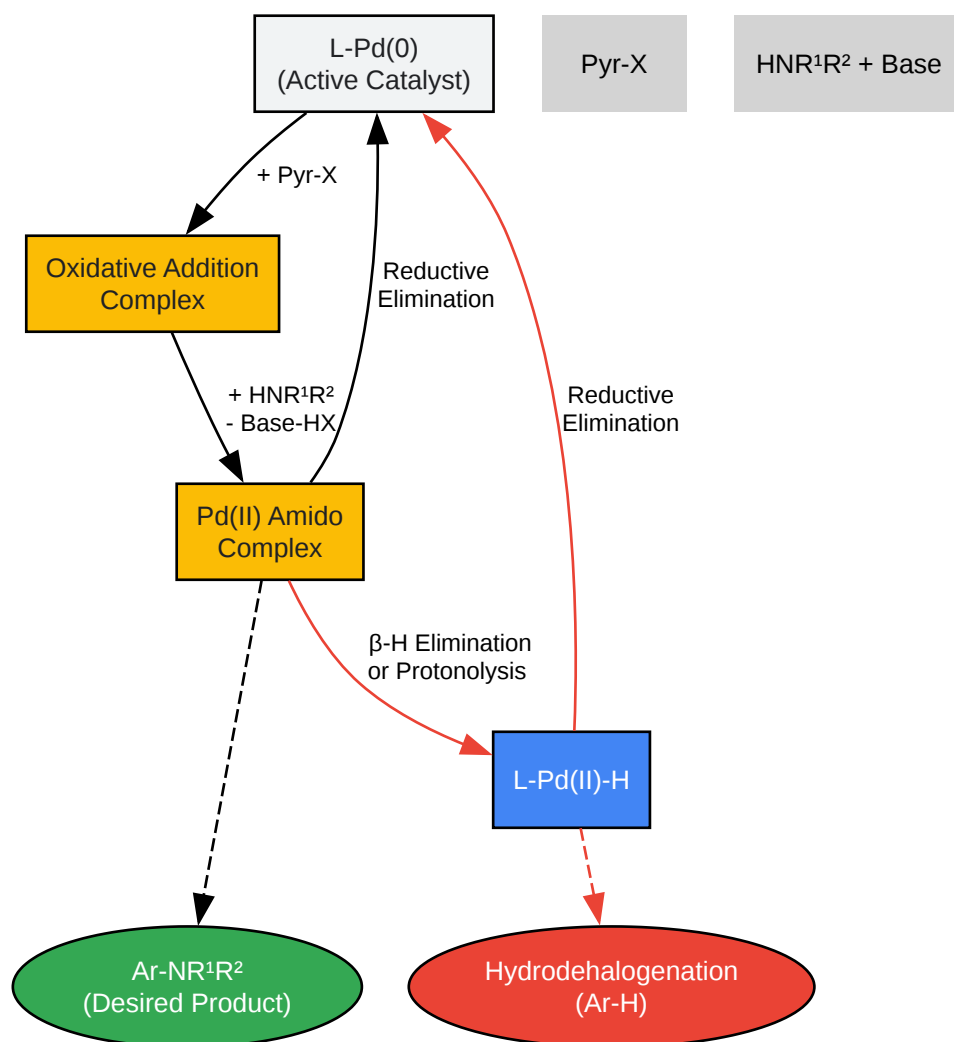 L-Pd(0)
(Active Catalyst)
Pyr-X
HNR¹R² + Base
+ Pyr-X
Oxidative Addition
Complex
Reductive
Elimination
+ HNR¹R²
- Base-HX
Reductive
Elimination
Pd(II) Amido
Complex
β-H Elimination
or Protonolysis
L-Pd(II)-H
Ar-NR¹R²
(Desired Product)
Hydrodehalogenation
(Ar-H)